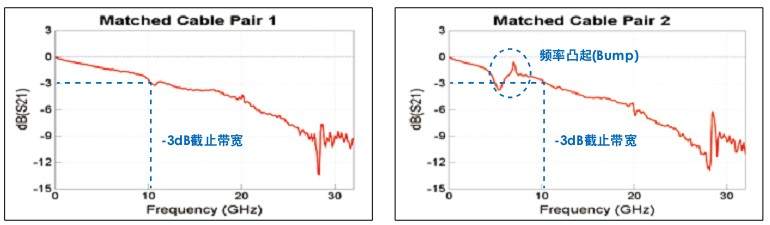 Matched Cable Pair 1
3
0
-3
-6
-9
-12
-15
dB(S21)
-3dB截止带宽
0
10
20
30
Frequency (GHz)
Matched Cable Pair 2
3
0
-3
-6
-9
-12
-15
dB(S21)
频率凸起(Bump)
-3dB截止带宽
0
10
20
30
Frequency (GHz)